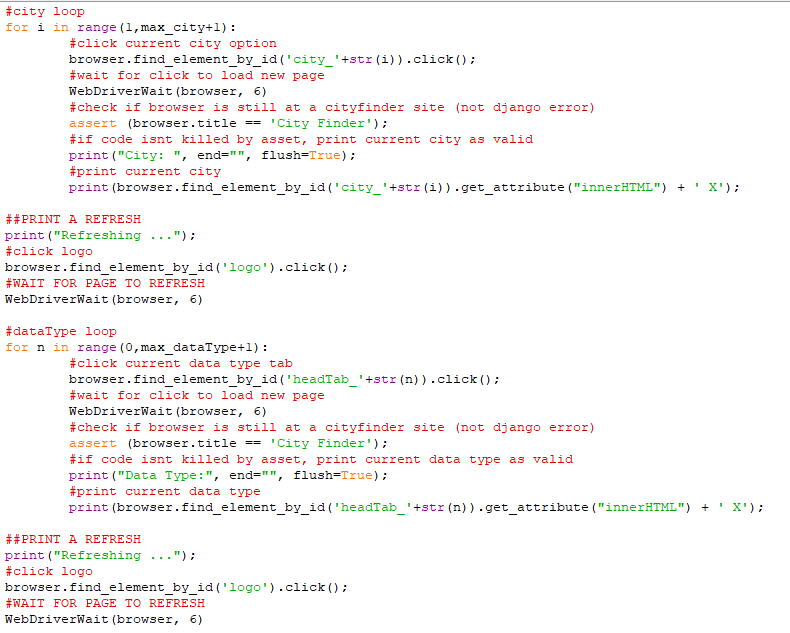 #city loop
for i in range(1,max_city+1):
        #click current city option
        browser.find_element_by_id('city_'+str(i)).click();
        #wait for click to load new page
        WebDriverWait(browser, 6)
        #check if browser is still at a cityfinder site (not django error)
        assert (browser.title == 'City Finder');
        #if code isnt killed by asset, print current city as valid
        print("City: ", end="", flush=True);
        #print current city
        print(browser.find_element_by_id('city_'+str(i)).get_attribute("innerHTML") + ' X');

##PRINT A REFRESH
print("Refreshing ...");
#click logo
browser.find_element_by_id('logo').click();
#WAIT FOR PAGE TO REFRESH
WebDriverWait(browser, 6)

#dataType loop
for n in range(0,max_dataType+1):
        #click current data type tab
        browser.find_element_by_id('headTab_'+str(n)).click();
        #wait for click to load new page
        WebDriverWait(browser, 6)
        #check if browser is still at a cityfinder site (not django error)
        assert (browser.title == 'City Finder');
        #if code isnt killed by asset, print current data type as valid
        print("Data Type:", end="", flush=True);
        #print current data type
        print(browser.find_element_by_id('headTab_'+str(n)).get_attribute("innerHTML") + ' X');

##PRINT A REFRESH
print("Refreshing ...");
#click logo
browser.find_element_by_id('logo').click();
#WAIT FOR PAGE TO REFRESH
WebDriverWait(browser, 6)